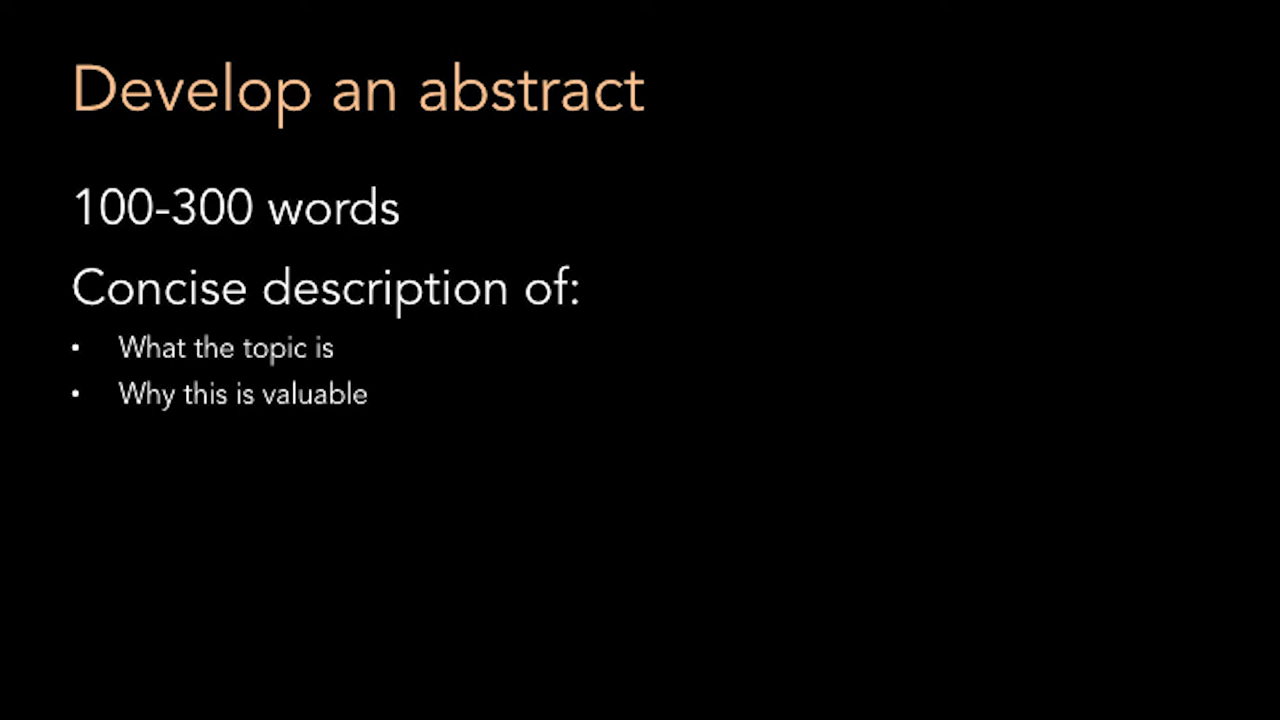 Develop an abstract
100-300 words
Concise description of:
• What the topic is
• Why this is valuable